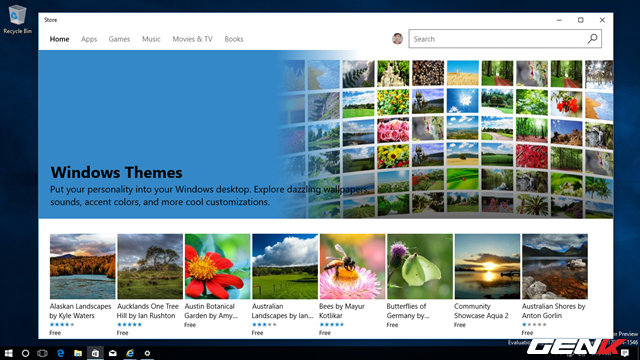 Recycle Bin
Store
Home Apps Games Music Movies & TV Books
Search
Windows Themes
Put your personality into your Windows desktop. Explore dazzling wallpapers,
sounds, accent colors, and more cool customizations.
Alaskan Landscapes
by Kyle Waters
Free
Aucklands One Tree
Hill by Ian Rushton
Free
Austin Botanical
Garden by Amy...
Free
Australian
Landscapes by Ian...
Free
Bees by Mayur
Kotlikar
Free
Butterflies of
Germany by...
Free
Community
Showcase Aqua 2
Free
Australian Shores by
Anton Gorlin
Free
Preview
Evaluation
-1546
GENK